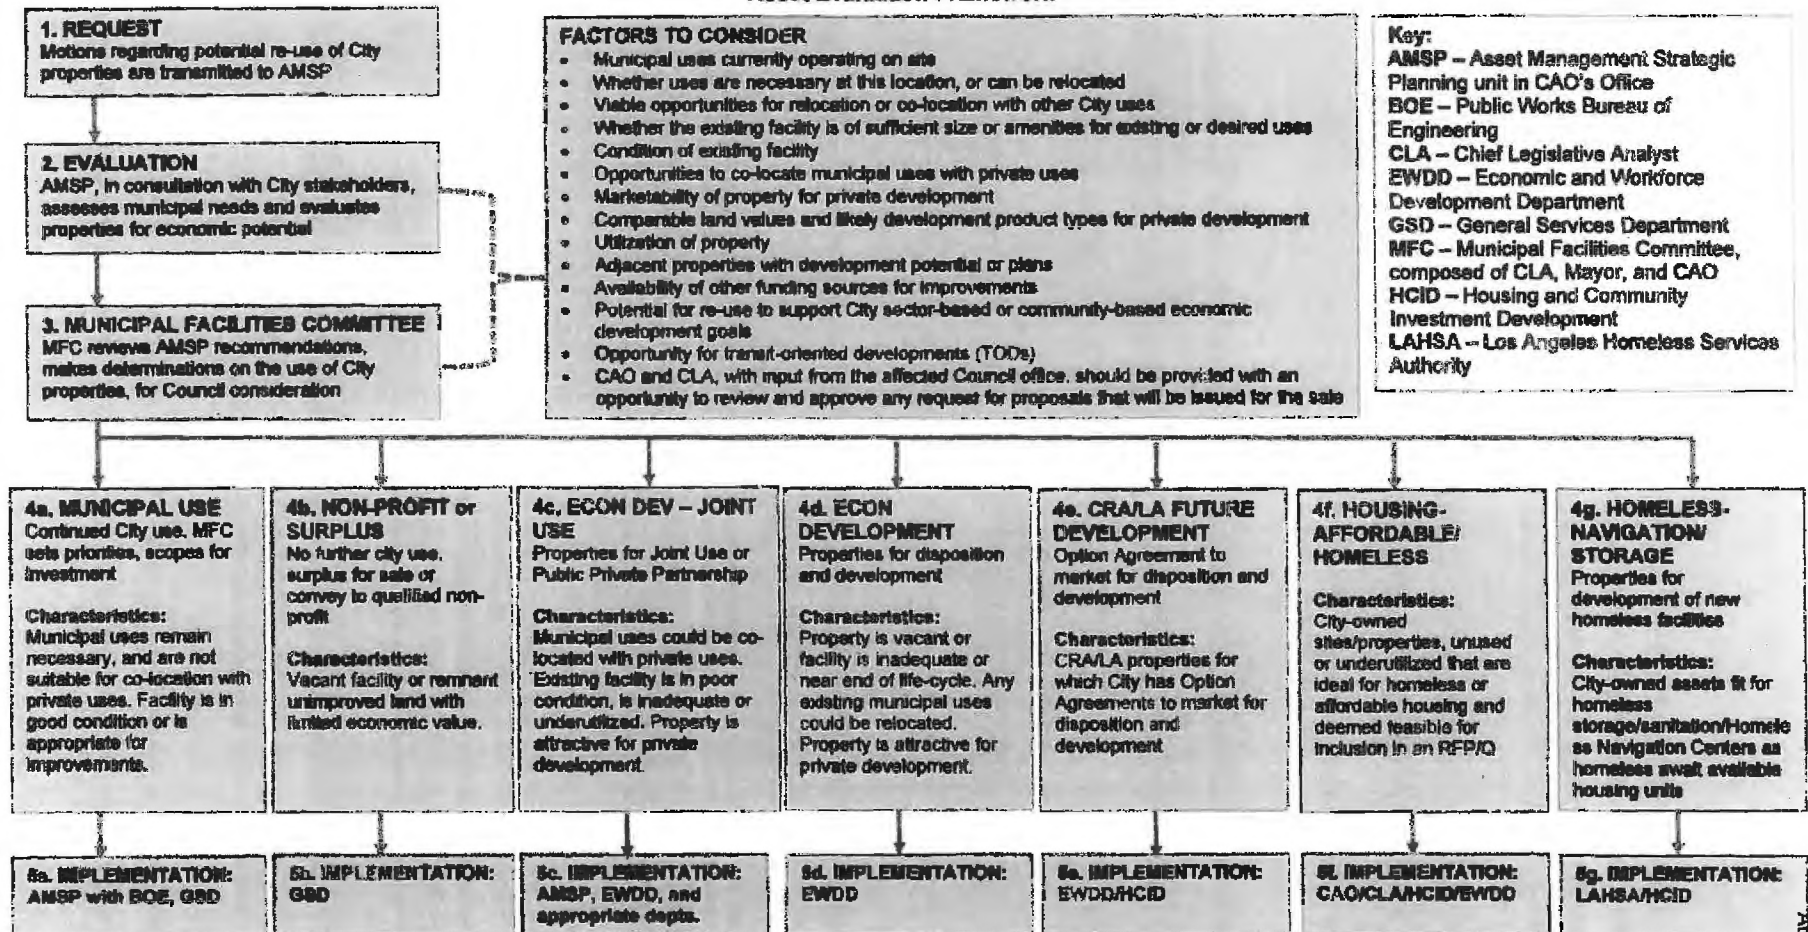 1. REQUEST
Motions regarding potential re-use of City
properties are transmitted to AMSP
2. EVALUATION
AMSP, in consultation with City stakeholders,
assesses municipal needs and evaluates
properties for economic potential
3. MUNICIPAL FACILITIES COMMITTEE
MFC reviews AMSP recommendations,
makes determinations on the use of City
properties, for Council consideration
FACTORS TO CONSIDER
• Municipal uses currently operating on site
• Whether uses are necessary at this location, or can be relocated
• Viable opportunities for relocation or co-location with other City uses
• Whether the existing facility is of sufficient size or amenities for existing or desired uses
• Condition of existing facility
• Opportunities to co-locate municipal uses with private uses
• Marketability of property for private development
• Comparable land values and likely development product types for private development
• Utilization of property
• Adjacent properties with development potential or plans
• Availability of other funding sources for improvements
• Potential for re-use to support City sector-based or community-based economic
development goals
• Opportunity for transit-oriented developments (TODs)
• CAO and CLA, with input from the affected Council office, should be provided with an
opportunity to review and approve any request for proposals that will be issued for the sale
Key:
AMSP – Asset Management Strategic
Planning unit in CAO's Office
BOE – Public Works Bureau of
Engineering
CLA – Chief Legislative Analyst
EWDD – Economic and Workforce
Development Department
GSD – General Services Department
MFC – Municipal Facilities Committee,
composed of CLA, Mayor, and CAO
HCID – Housing and Community
Investment Development
LAHSA – Los Angeles Homeless Services
Authority
4a. MUNICIPAL USE
Continued City use. MFC
sets priorities, scopes for
investment
Characteristics:
Municipal uses remain
necessary, and are not
suitable for co-location with
private uses. Facility is in
good condition or is
appropriate for
improvements.
4b. NON-PROFIT or
SURPLUS
No further city use,
surplus for sale or
convey to qualified non-
profit
Characteristics:
Vacant facility or remnant
unimproved land with
limited economic value.
4c. ECON DEV – JOINT
USE
Properties for Joint Use or
Public Private Partnership
Characteristics:
Municipal uses could be co-
located with private uses.
Existing facility is in poor
condition, is inadequate or
underutilized. Property is
attractive for private
development.
4d. ECON
DEVELOPMENT
Properties for disposition
and development
Characteristics:
Property is vacant or
facility is inadequate or
near end of life-cycle. Any
existing municipal uses
could be relocated.
Property is attractive for
private development.
4e. CRA/LA FUTURE
DEVELOPMENT
Option Agreement to
market for disposition and
development
Characteristics:
CRA/LA properties for
which City has Option
Agreements to market for
disposition and
development
4f. HOUSING-
AFFORDABLE/
HOMELESS
Characteristics:
City-owned
sites/properties, unused
or underutilized that are
ideal for homeless or
affordable housing and
deemed feasible for
inclusion in an RFP/Q
4g. HOMELESS-
NAVIGATION/
STORAGE
Properties for
development of new
homeless facilities
Characteristics:
City-owned assets fit for
homeless
storage/sanitation/Homele
ss Navigation Centers as
homeless await available
housing units
5a. IMPLEMENTATION:
AMSP with BOE, GSD
5b. IMPLEMENTATION:
GSD
5c. IMPLEMENTATION:
AMSP, EWDD, and
appropriate depts.
5d. IMPLEMENTATION:
EWDD
5e. IMPLEMENTATION:
EWDD/HCID
5f. IMPLEMENTATION:
CAO/CLA/HCID/EWDD
5g. IMPLEMENTATION:
LAHSA/HCID